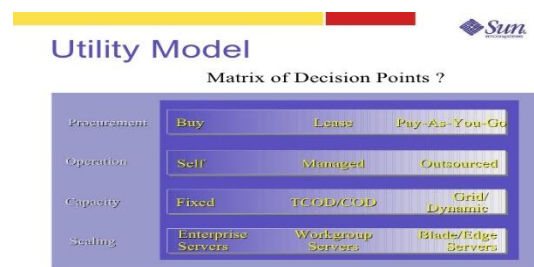 Sun
Utility Model
Matrix of Decision Points ?
Procurement Buy Lease Pay-As-You-Go
Operation Self Managed Outsourced
Capacity Fixed TCOD/COD Grid/
Dynamic
Scaling Enterprise Workgroup Blade/Edge
Servers Servers Servers